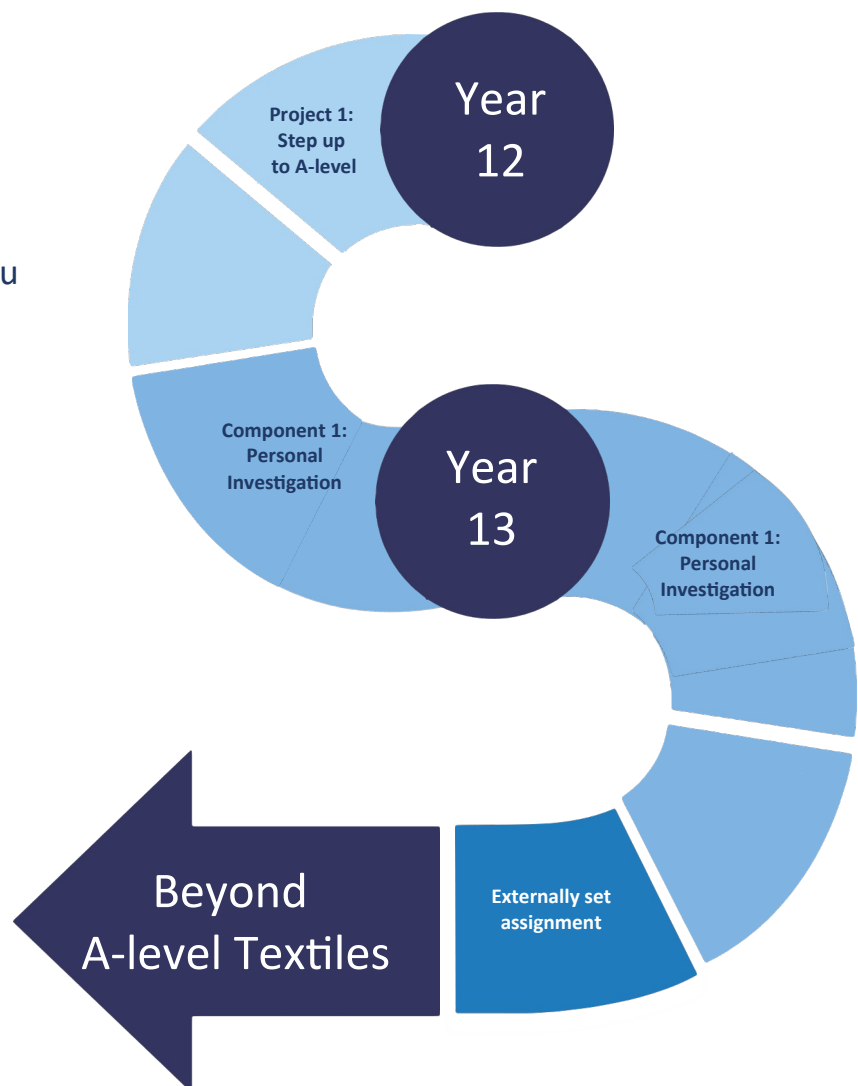 Year
12
Project 1:
Step up
to A-level
u
Component 1:
Personal
Investigation
Year
13
Component 1:
Personal
Investigation
Externally set
assignment
Beyond
A-level Textiles